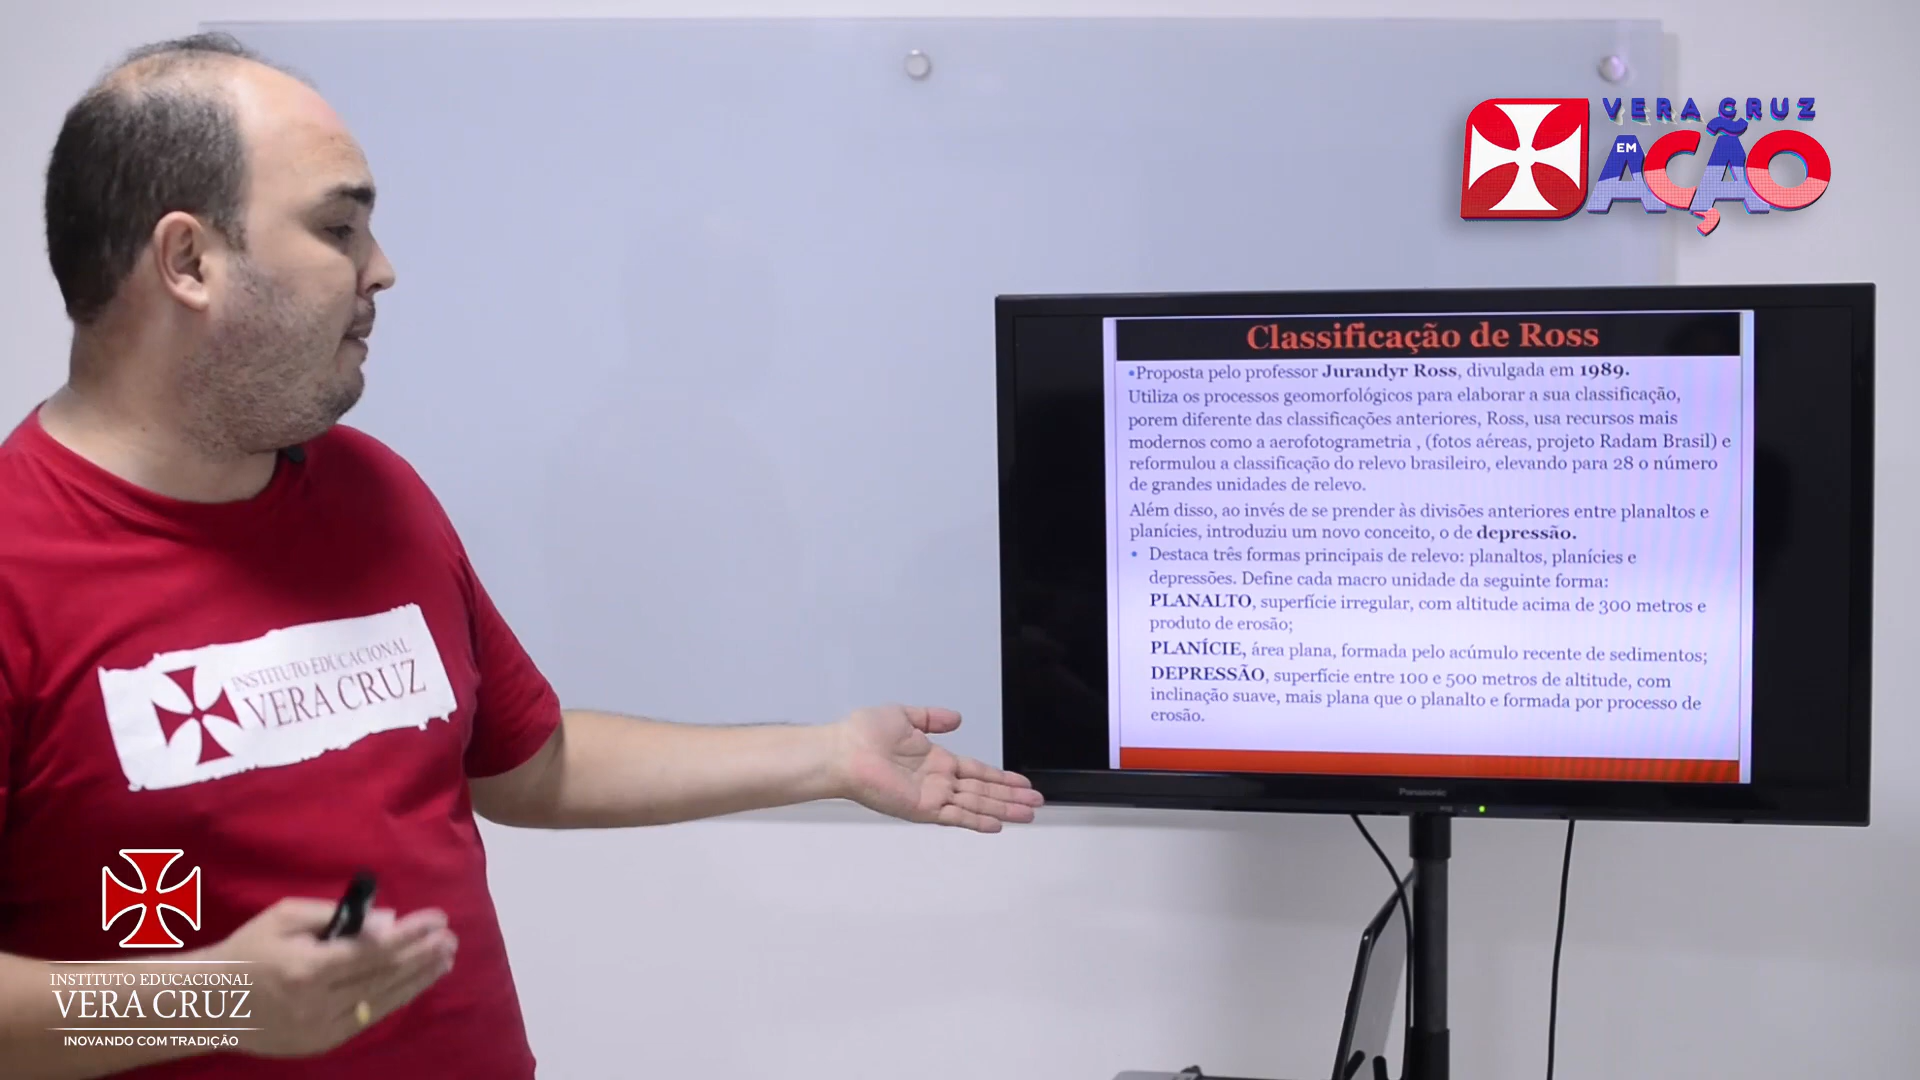 VERA CRUZ
EM
AÇÃO
Classificação de Ross
•Proposta pelo professor Jurandyr Ross, divulgada em 1989.
Utiliza os processos geomorfológicos para elaborar a sua classificação,
porem diferente das classificações anteriores, Ross, usa recursos mais
modernos como a aerofotogrametria , (fotos aéreas, projeto Radam Brasil) e
reformulou a classificação do relevo brasileiro, elevando para 28 o número
de grandes unidades de relevo.
Além disso, ao invés de se prender às divisões anteriores entre planaltos e
planícies, introduziu um novo conceito, o de depressão.
• Destaca três formas principais de relevo: planaltos, planícies e
depressões. Define cada macro unidade da seguinte forma:
PLANALTO, superfície irregular, com altitude acima de 300 metros e
produto de erosão;
PLANÍCIE, área plana, formada pelo acúmulo recente de sedimentos;
DEPRESSÃO, superfície entre 100 e 500 metros de altitude, com
inclinação suave, mais plana que o planalto e formada por processo de
erosão.
Panasonic
INSTITUTO EDUCACIONAL
VERA CRUZ
INSTITUTO EDUCACIONAL
VERA CRUZ
INOVANDO COM TRADIÇÃO